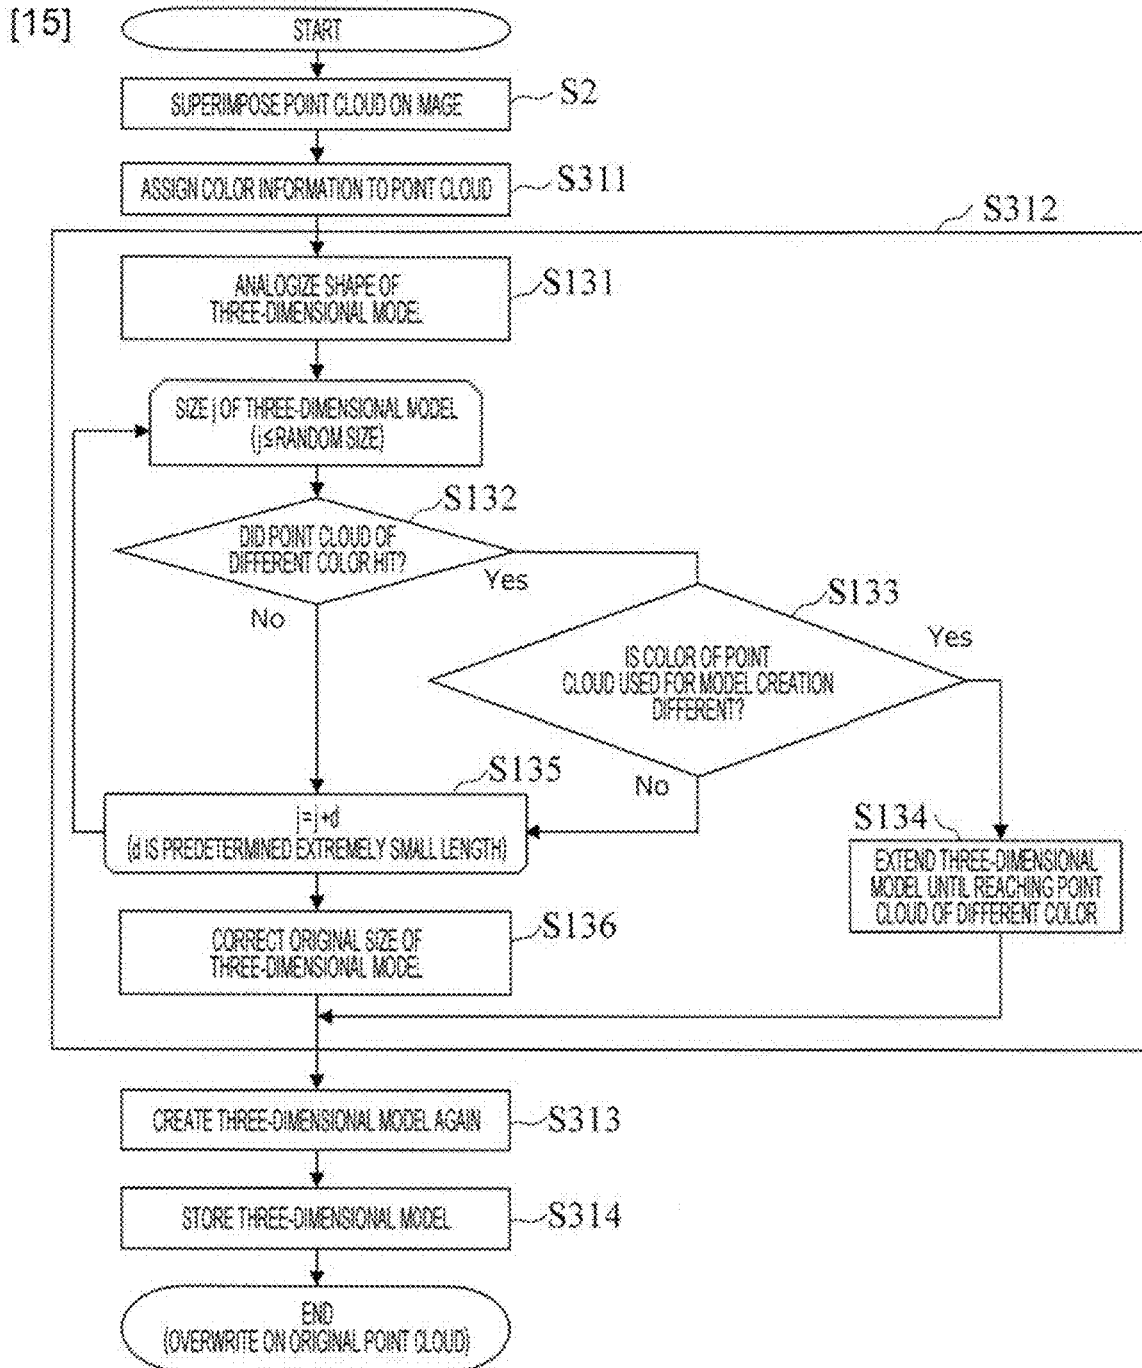 [15]
START
SUPERIMPOSE POINT CLOUD ON IMAGE
S2
ASSIGN COLOR INFORMATION TO POINT CLOUD
S311
S312
ANALOGIZE SHAPE OF
THREE-DIMENSIONAL MODEL
S131
SIZE j OF THREE-DIMENSIONAL MODEL
(j≤RANDOM SIZE)
S132
DID POINT CLOUD OF
DIFFERENT COLOR HIT?
Yes
No
S133
IS COLOR OF POINT
CLOUD USED FOR MODEL CREATION
DIFFERENT?
Yes
No
S135
j=j+d
(d IS PREDETERMINED EXTREMELY SMALL LENGTH)
S134
EXTEND THREE-DIMENSIONAL
MODEL UNTIL REACHING POINT
CLOUD OF DIFFERENT COLOR
CORRECT ORIGINAL SIZE OF
THREE-DIMENSIONAL MODEL
S136
CREATE THREE-DIMENSIONAL MODEL AGAIN
S313
STORE THREE-DIMENSIONAL MODEL
S314
END
(OVERWRITE ON ORIGINAL POINT CLOUD)